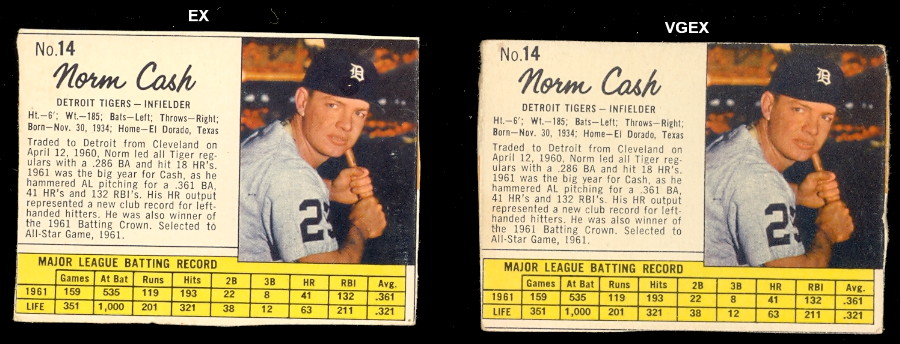 EX
No.14
Norm Cash
DETROIT TIGERS — INFIELDER
Ht.—6'; Wt.—185; Bats—Left; Throws—Right;
Born—Nov. 30, 1934; Home—El Dorado, Texas
Traded to Detroit from Cleveland on
April 12, 1960, Norm led all Tiger reg-
ulars with a .286 BA and hit 18 HR's.
1961 was the big year for Cash, as he
hammered AL pitching for a .361 BA,
41 HR's and 132 RBI's. His HR output
represented a new club record for left-
handed hitters. He was also winner of
the 1961 Batting Crown. Selected to
All-Star Game, 1961.
D
23
MAJOR LEAGUE BATTING RECORD
Games At Bat Runs Hits 2B 3B HR RBI Avg.
1961 159 535 119 193 22 8 41 132 .361
LIFE 351 1,000 201 321 38 12 63 211 .321
VGEX
No.14
Norm Cash
DETROIT TIGERS — INFIELDER
Ht.—6'; Wt.—185; Bats—Left; Throws—Right;
Born—Nov. 30, 1934; Home—El Dorado, Texas
Traded to Detroit from Cleveland on
April 12, 1960, Norm led all Tiger reg-
ulars with a .286 BA and hit 18 HR's.
1961 was the big year for Cash, as he
hammered AL pitching for a .361 BA,
41 HR's and 132 RBI's. His HR output
represented a new club record for left-
handed hitters. He was also winner of
the 1961 Batting Crown. Selected to
All-Star Game, 1961.
D
23
MAJOR LEAGUE BATTING RECORD
Games At Bat Runs Hits 2B 3B HR RBI Avg.
1961 159 535 119 193 22 8 41 132 .361
LIFE 351 1,000 201 321 38 12 63 211 .321